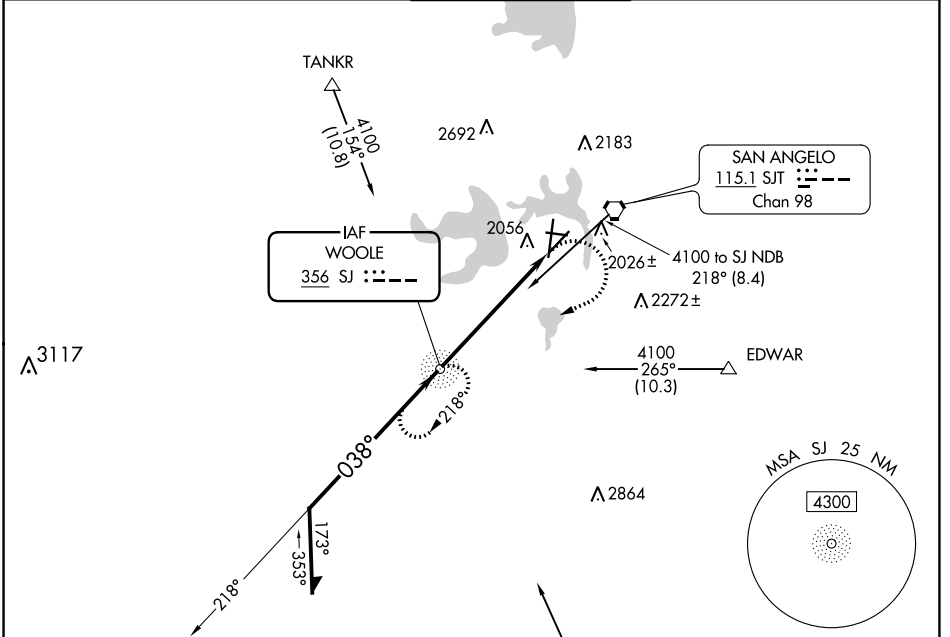 TANKR
4100
154°
(10.8)
2692
2183
SAN ANGELO
115.1 SJT
Chan 98
IAF
WOOLE
356 SJ
2056
2026±
4100 to SJ NDB
218° (8.4)
2272±
3117
4100
265°
(10.3)
EDWAR
218°
038°
2864
MSA SJ 25 NM
4300
173°
353°
218°